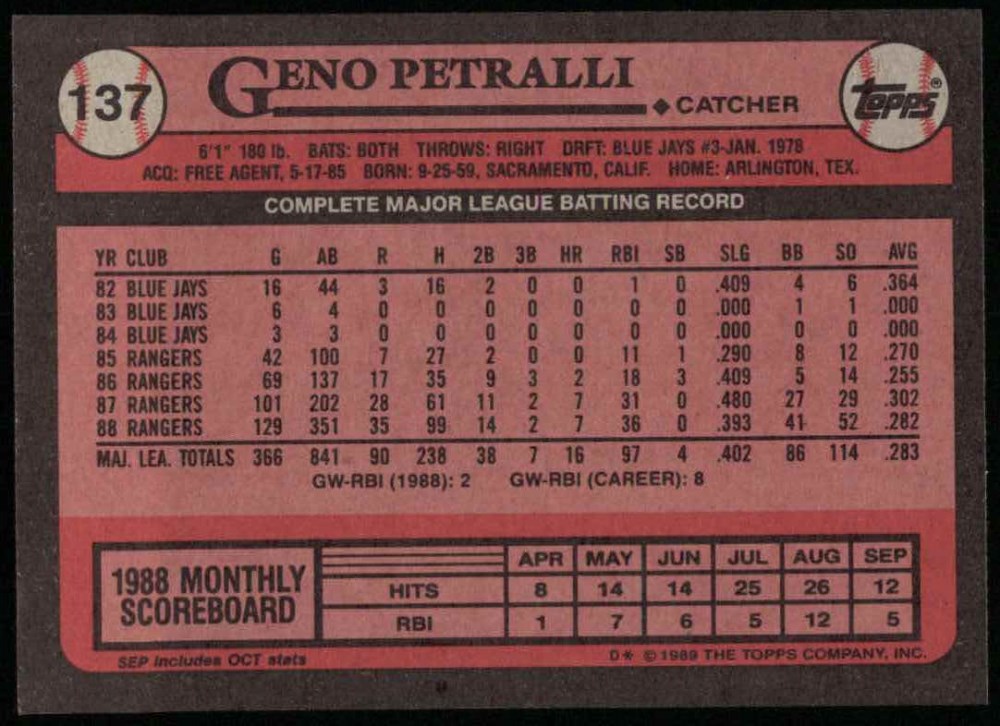 137
GENO PETRALLI
◆ CATCHER
topps®
6'1" 180 lb. BATS: BOTH THROWS: RIGHT DRFT: BLUE JAYS #3-JAN. 1978
ACQ: FREE AGENT, 5-17-85 BORN: 9-25-59, SACRAMENTO, CALIF. HOME: ARLINGTON, TEX.
COMPLETE MAJOR LEAGUE BATTING RECORD
YR CLUB G AB R H 2B 3B HR RBI SB SLG BB SO AVG
82 BLUE JAYS 16 44 3 16 2 0 0 1 0 .409 4 6 .364
83 BLUE JAYS 6 4 0 0 0 0 0 0 0 .000 1 1 .000
84 BLUE JAYS 3 3 0 0 0 0 0 0 0 .000 0 0 .000
85 RANGERS 42 100 7 27 2 0 0 11 1 .290 8 12 .270
86 RANGERS 69 137 17 35 9 3 2 18 3 .409 5 14 .255
87 RANGERS 101 202 28 61 11 2 7 31 0 .480 27 29 .302
88 RANGERS 129 351 35 99 14 2 7 36 0 .393 41 52 .282
MAJ. LEA. TOTALS 366 841 90 238 38 7 16 97 4 .402 86 114 .283
GW-RBI (1988): 2 GW-RBI (CAREER): 8
1988 MONTHLY
SCOREBOARD
APR MAY JUN JUL AUG SEP
HITS 8 14 14 25 26 12
RBI 1 7 6 5 12 5
SEP includes OCT stats
D* © 1989 THE TOPPS COMPANY, INC.